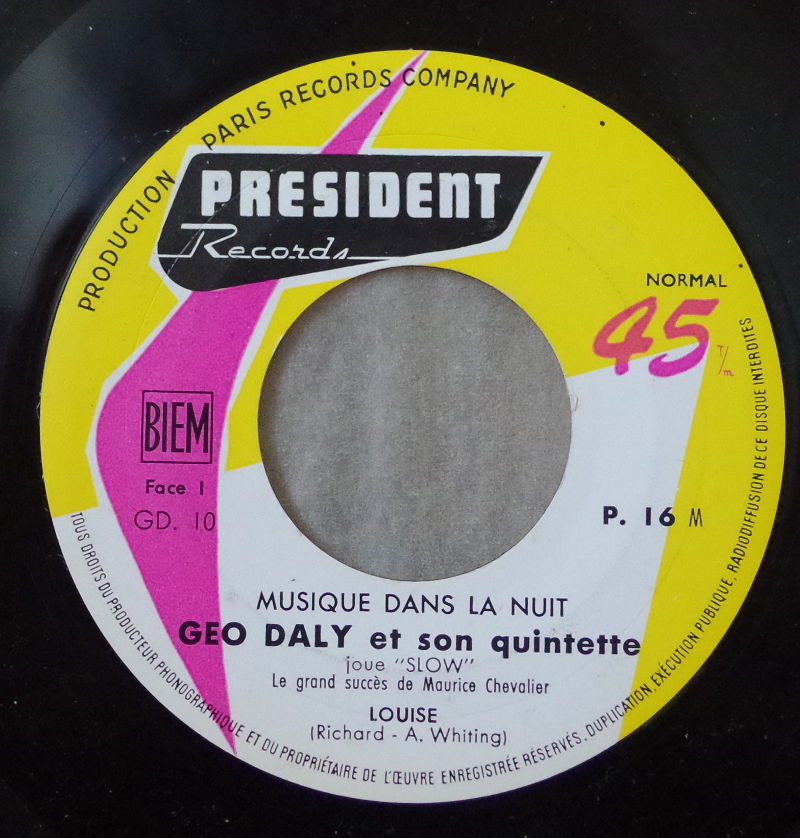 PRODUCTION PARIS RECORDS COMPANY
PRESIDENT
Records
NORMAL
45 T/m
BIEM
Face 1
GD. 10
P. 16 M
MUSIQUE DANS LA NUIT
GEO DALY et son quintette
joue "SLOW"
Le grand succès de Maurice Chevalier
LOUISE
(Richard - A. Whiting)
TOUS DROITS DU PRODUCTEUR PHONOGRAPHIQUE ET DU PROPRIÉTAIRE DE L'ŒUVRE ENREGISTRÉE RÉSERVÉS. DUPLICATION, EXÉCUTION PUBLIQUE, RADIODIFFUSION DE CE DISQUE INTERDITES